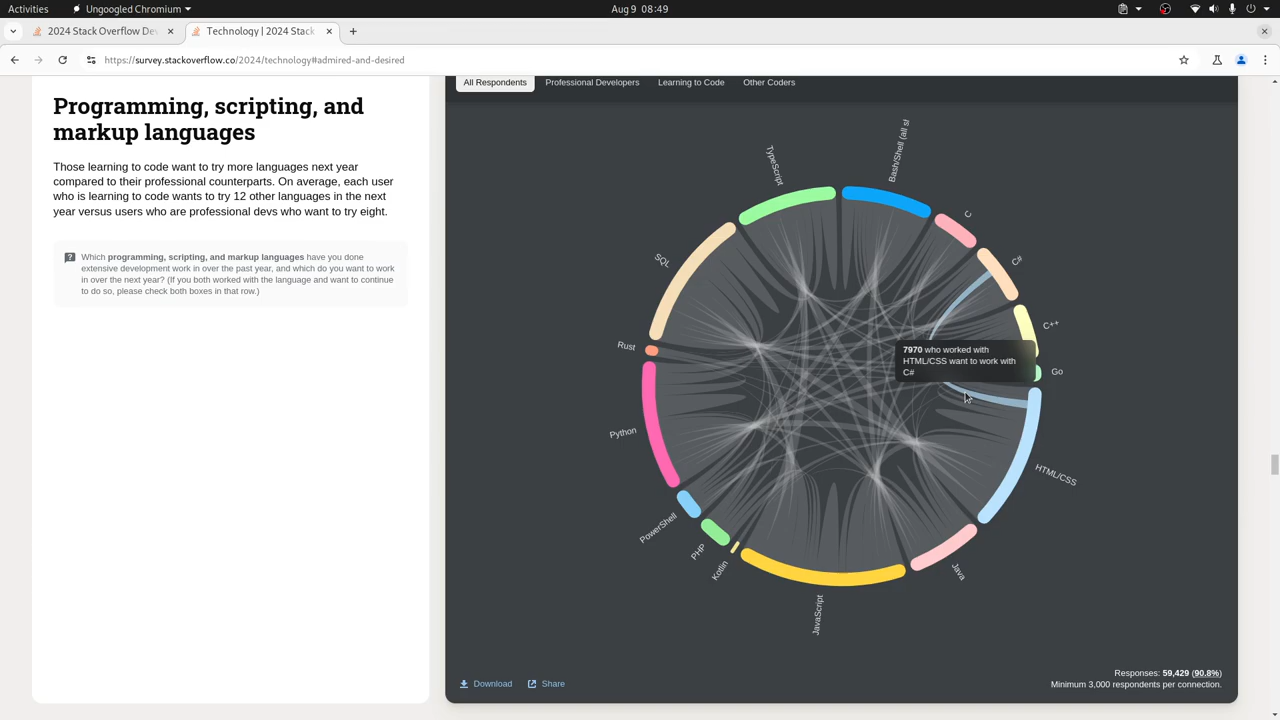 Activities
Ungoogled Chromium
Aug 9 08:49
2024 Stack Overflow Dev
Technology | 2024 Stack
https://survey.stackoverflow.co/2024/technology#admired-and-desired
Programming, scripting, and
markup languages
Those learning to code want to try more languages next year
compared to their professional counterparts. On average, each user
who is learning to code wants to try 12 other languages in the next
year versus users who are professional devs who want to try eight.
Which programming, scripting, and markup languages have you done
extensive development work in over the past year, and which do you want to work
in over the next year? (If you both worked with the language and want to continue
to do so, please check both boxes in that row.)
All Respondents
Professional Developers
Learning to Code
Other Coders
TypeScript
Bash/Shell (all sh
C
C#
C++
Go
HTML/CSS
Java
JavaScript
Kotlin
PHP
PowerShell
Python
Rust
SQL
7970 who worked with
HTML/CSS want to work with
C#
Download
Share
Responses: 59,429 (90.8%)
Minimum 3,000 respondents per connection.